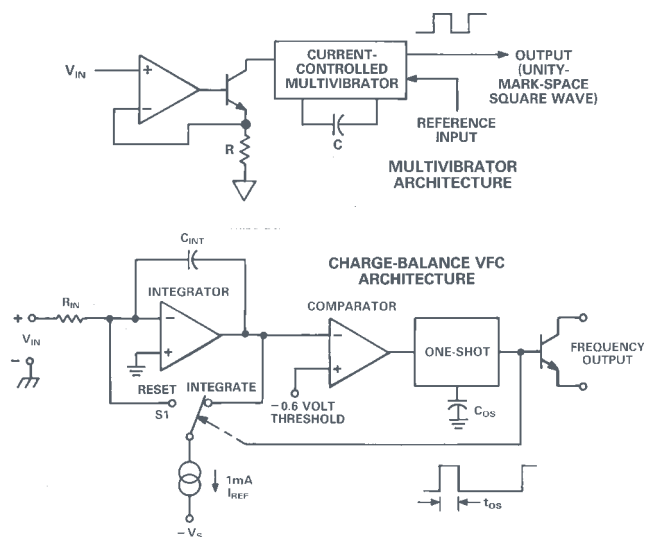 V_IN
+
−
CURRENT-
CONTROLLED
MULTIVIBRATOR
OUTPUT
(UNITY-
MARK-SPACE
SQUARE WAVE)
REFERENCE
INPUT
C
R
MULTIVIBRATOR
ARCHITECTURE
C_INT
CHARGE-BALANCE VFC
ARCHITECTURE
INTEGRATOR
R_IN
+
V_IN
−
−
+
COMPARATOR
−
+
ONE-SHOT
FREQUENCY
OUTPUT
RESET
INTEGRATE
S1
−0.6 VOLT
THRESHOLD
C_OS
1mA
I_REF
−V_S
t_OS